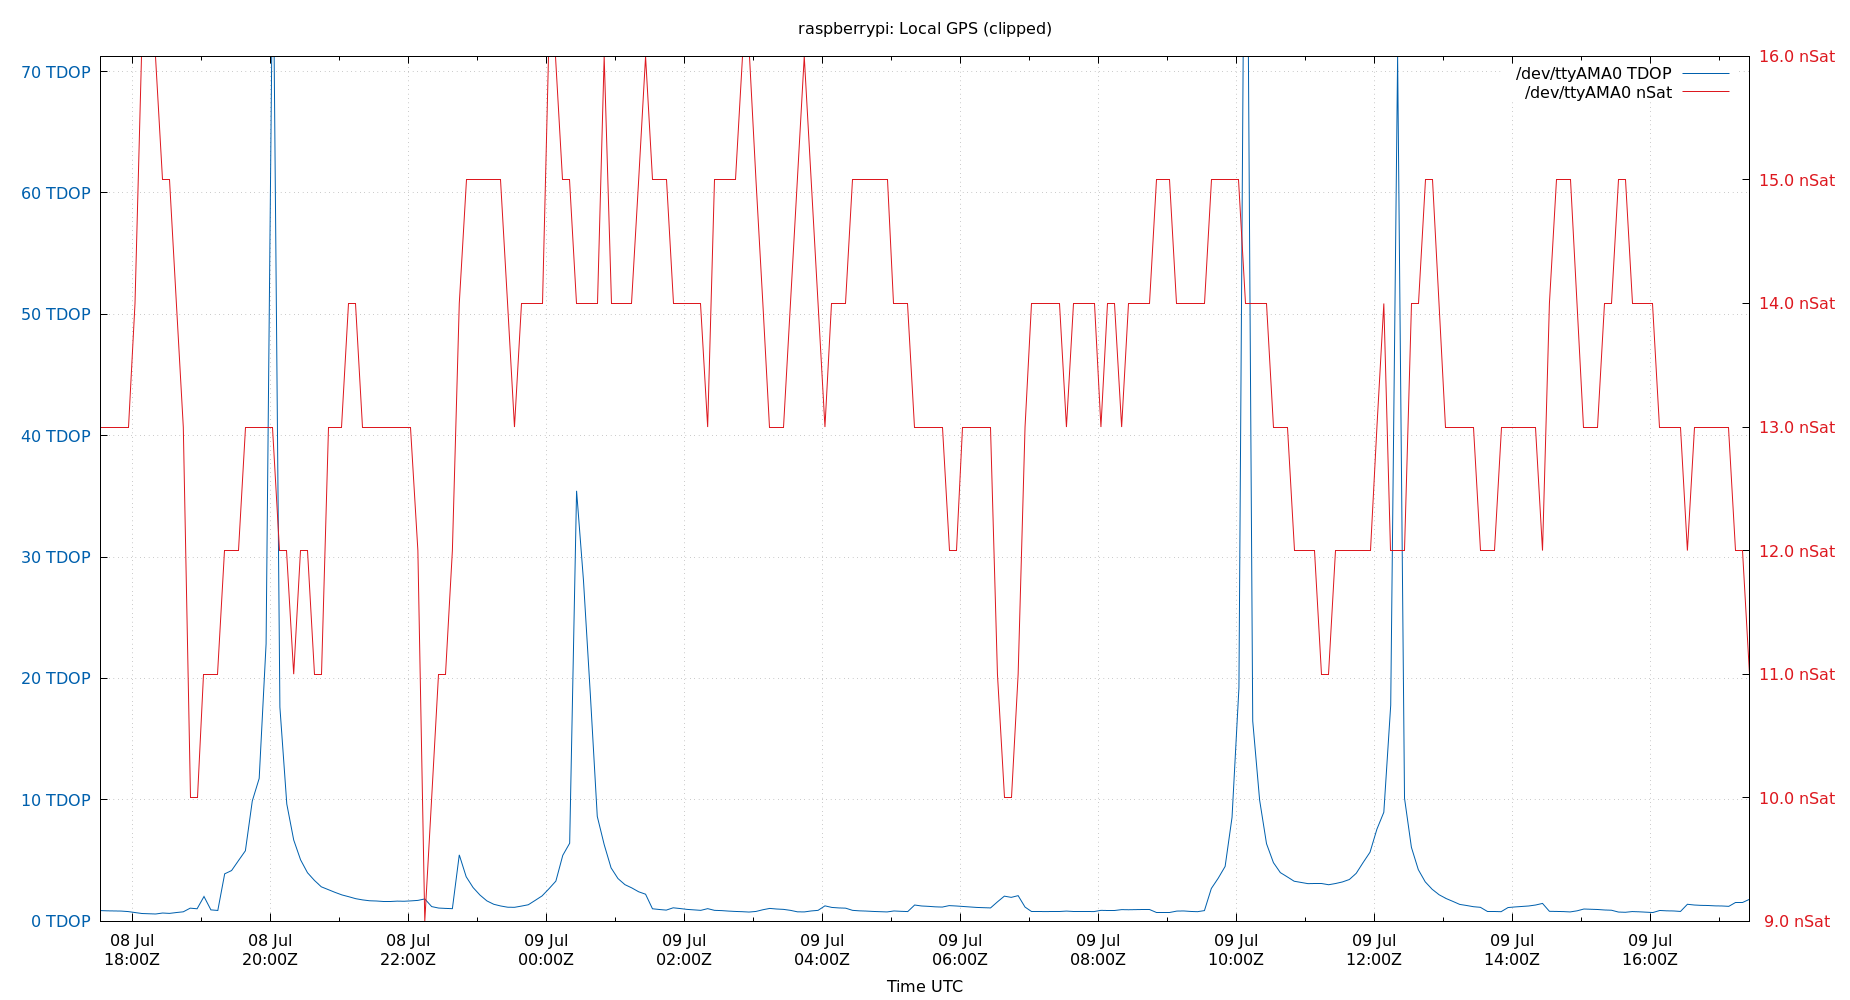 raspberrypi: Local GPS (clipped)
70 TDOP
60 TDOP
50 TDOP
40 TDOP
30 TDOP
20 TDOP
10 TDOP
0 TDOP
/dev/ttyAMA0 TDOP
/dev/ttyAMA0 nSat
16.0 nSat
15.0 nSat
14.0 nSat
13.0 nSat
12.0 nSat
11.0 nSat
10.0 nSat
9.0 nSat
08 Jul 08 Jul 08 Jul 09 Jul 09 Jul 09 Jul 09 Jul 09 Jul 09 Jul 09 Jul 09 Jul 09 Jul
18:00Z 20:00Z 22:00Z 00:00Z 02:00Z 04:00Z 06:00Z 08:00Z 10:00Z 12:00Z 14:00Z 16:00Z
Time UTC